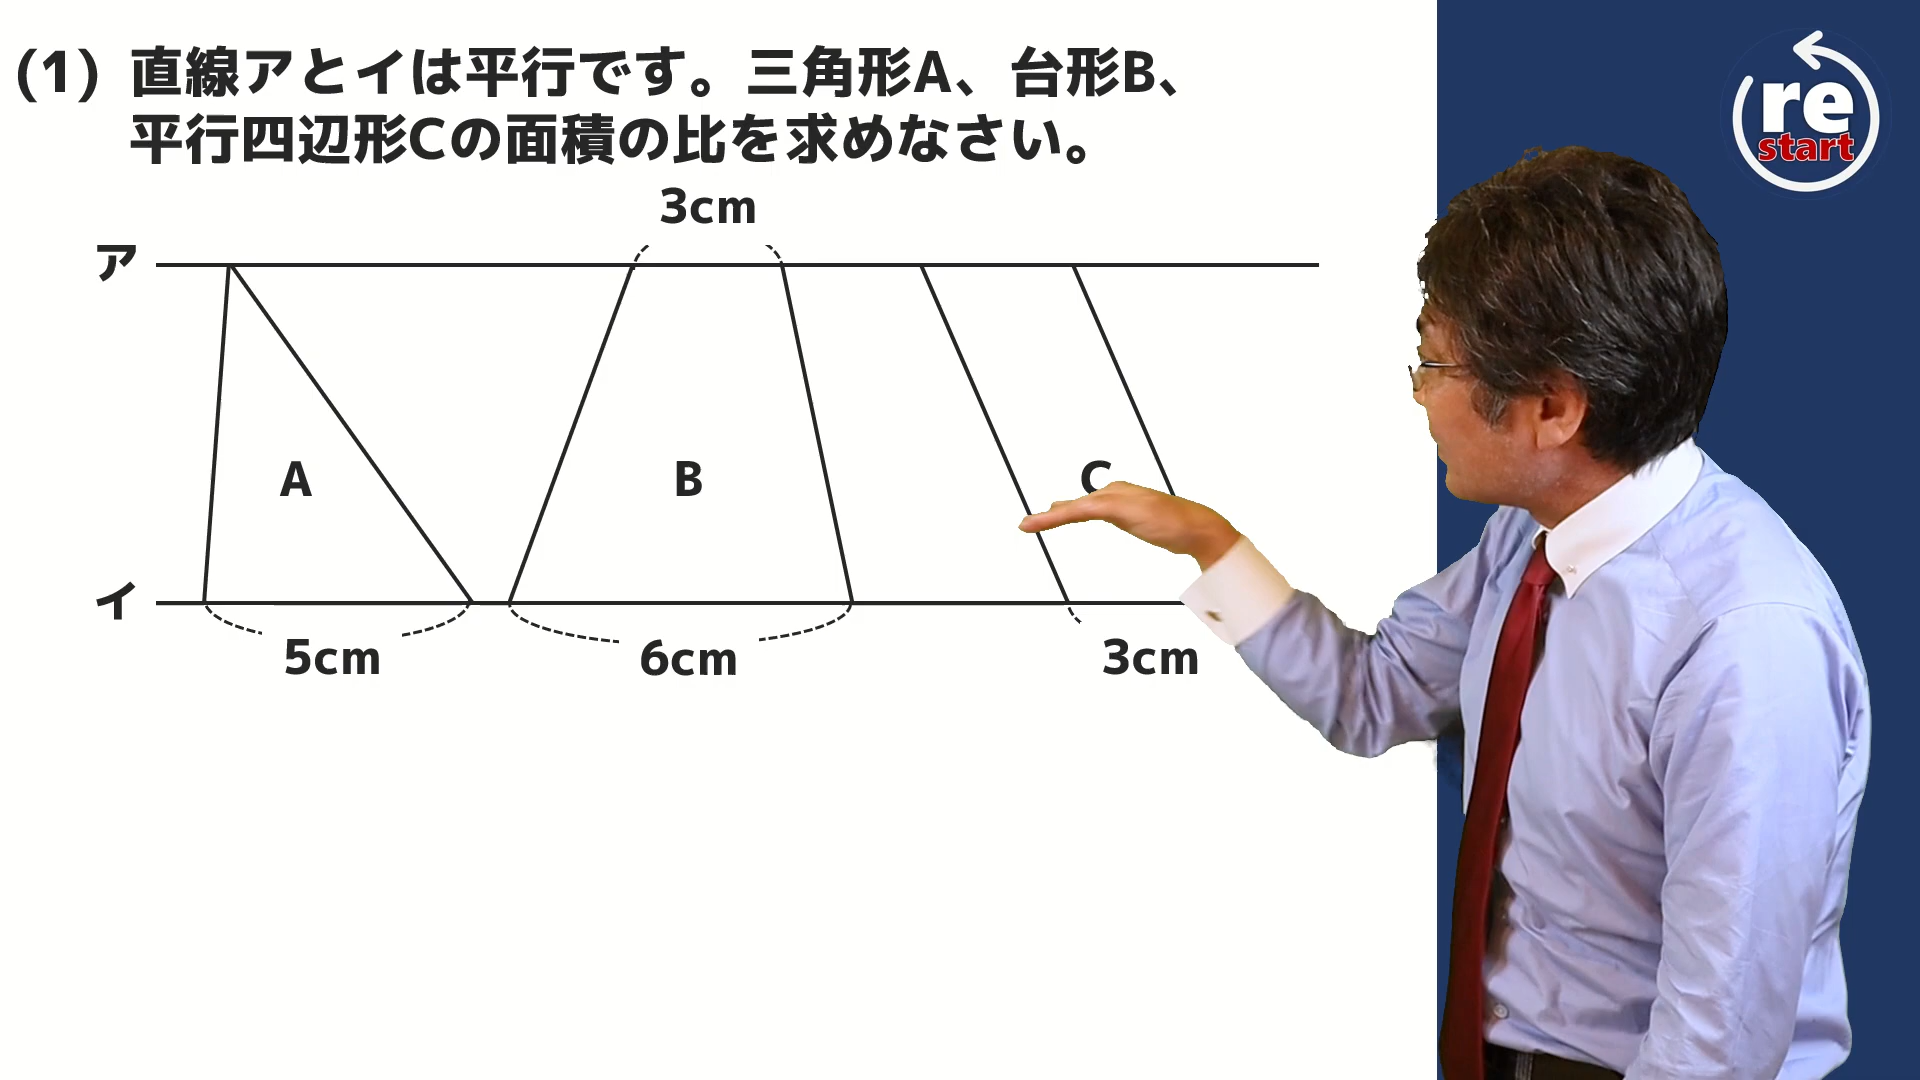 (1) 直線アとイは平行です。三角形A、台形B、
平行四辺形Cの面積の比を求めなさい。
3cm
ア
A
B
C
イ
5cm
6cm
3cm
re
start